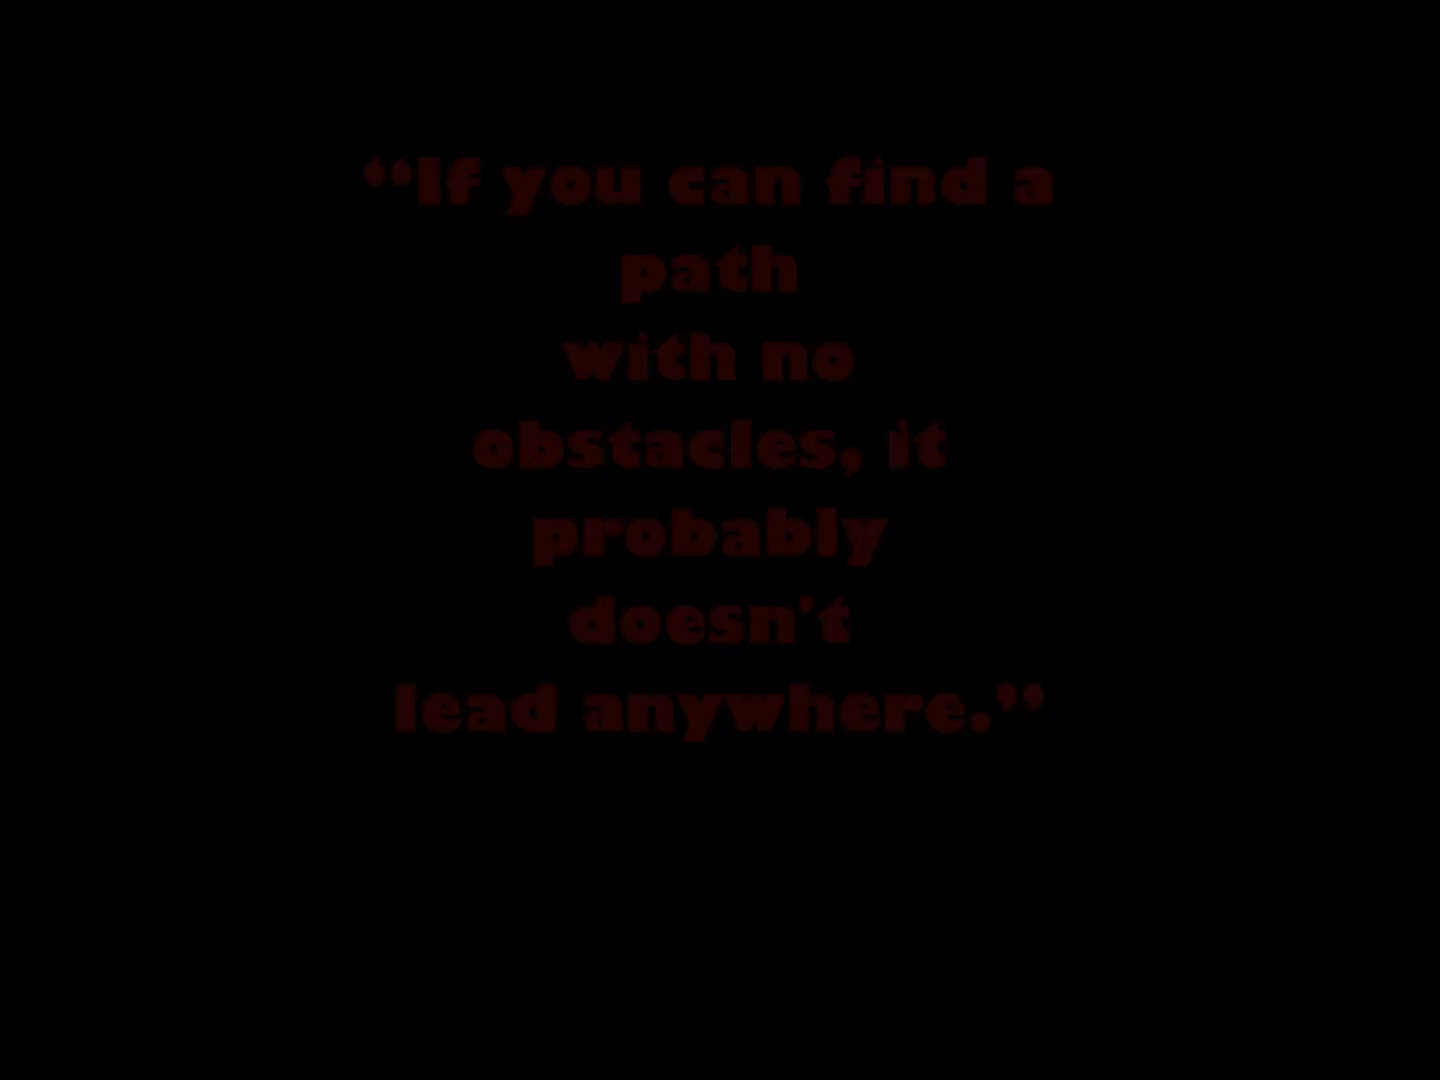 “If you can find a
path
with no
obstacles, it
probably
doesn't
lead anywhere.”